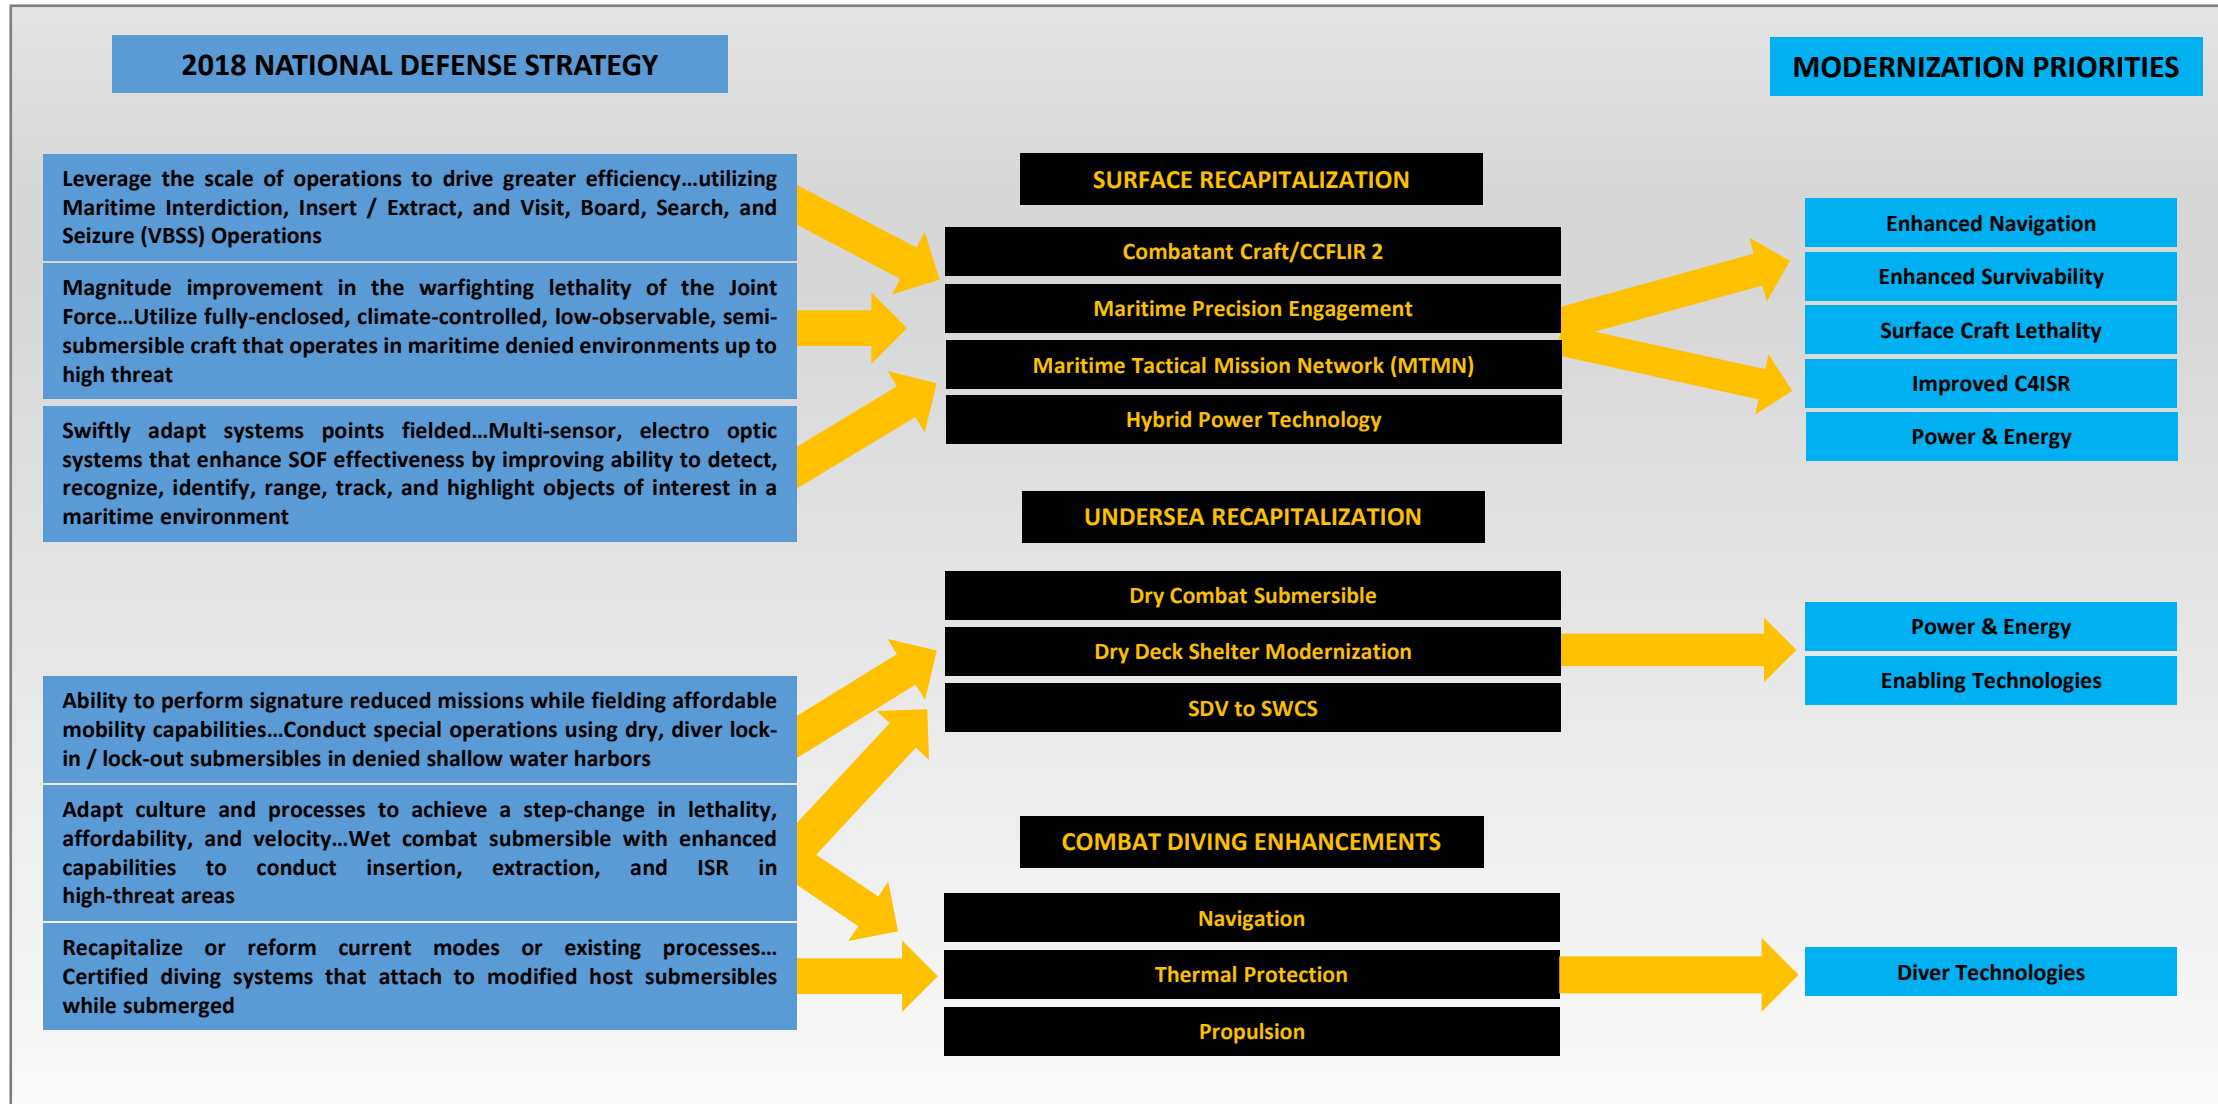 2018 NATIONAL DEFENSE STRATEGY
MODERNIZATION PRIORITIES
Leverage the scale of operations to drive greater efficiency…utilizing
Maritime Interdiction, Insert / Extract, and Visit, Board, Search, and
Seizure (VBSS) Operations
Magnitude improvement in the warfighting lethality of the Joint
Force…Utilize fully-enclosed, climate-controlled, low-observable, semi-
submersible craft that operates in maritime denied environments up to
high threat
Swiftly adapt systems points fielded…Multi-sensor, electro optic
systems that enhance SOF effectiveness by improving ability to detect,
recognize, identify, range, track, and highlight objects of interest in a
maritime environment
SURFACE RECAPITALIZATION
Combatant Craft/CCFLIR 2
Maritime Precision Engagement
Maritime Tactical Mission Network (MTMN)
Hybrid Power Technology
Enhanced Navigation
Enhanced Survivability
Surface Craft Lethality
Improved C4ISR
Power & Energy
UNDERSEA RECAPITALIZATION
Dry Combat Submersible
Dry Deck Shelter Modernization
SDV to SWCS
Power & Energy
Enabling Technologies
Ability to perform signature reduced missions while fielding affordable
mobility capabilities…Conduct special operations using dry, diver lock-
in / lock-out submersibles in denied shallow water harbors
Adapt culture and processes to achieve a step-change in lethality,
affordability, and velocity…Wet combat submersible with enhanced
capabilities to conduct insertion, extraction, and ISR in
high-threat areas
Recapitalize or reform current modes or existing processes…
Certified diving systems that attach to modified host submersibles
while submerged
COMBAT DIVING ENHANCEMENTS
Navigation
Thermal Protection
Propulsion
Diver Technologies